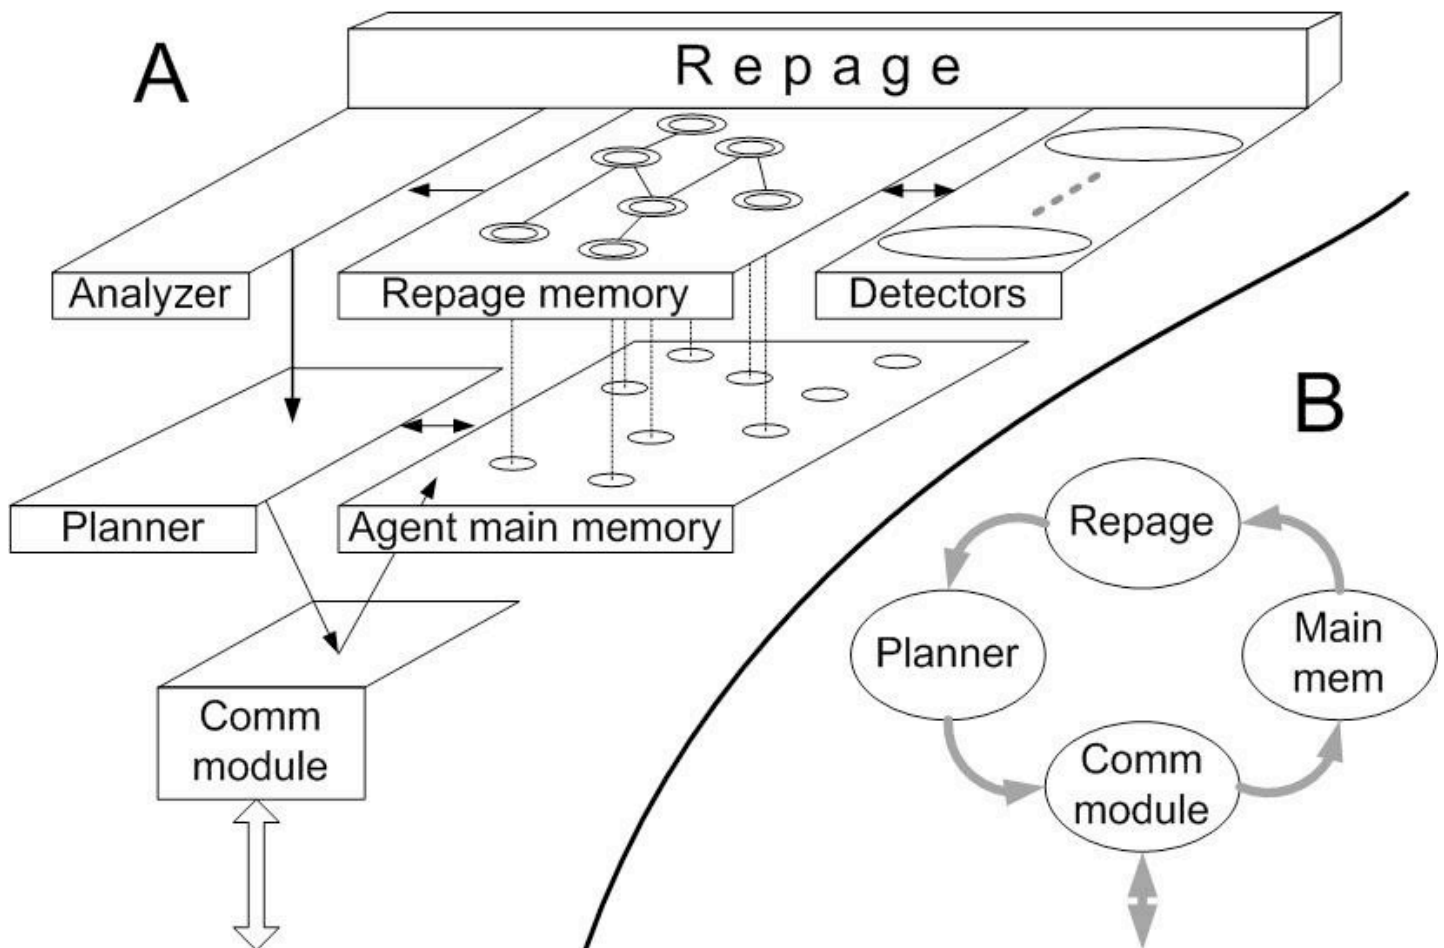 A
Repage
Analyzer
Repage memory
Detectors
Planner
Agent main memory
Comm
module
B
Repage
Planner
Main
mem
Comm
module